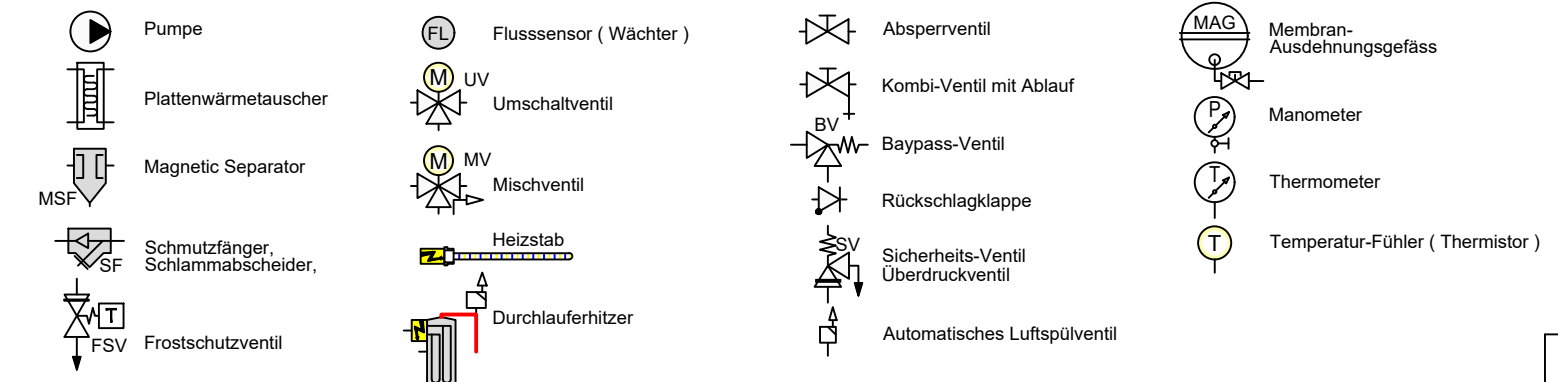 Pumpe
Plattenwärmetauscher
Magnetic Separator
MSF
Schmutzfänger,
Schlammabscheider,
SF
T
FSV
Frostschutzventil
FL
Flusssensor ( Wächter )
M
UV
Umschaltventil
M
MV
Mischventil
Heizstab
Durchlauferhitzer
Absperrventil
Kombi-Ventil mit Ablauf
BV
Baypass-Ventil
Rückschlagklappe
SV
Sicherheits-Ventil
Überdruckventil
Automatisches Luftspülventil
MAG
Membran-
Ausdehnungsgefäss
P
Manometer
T
Thermometer
T
Temperatur-Fühler ( Thermistor )